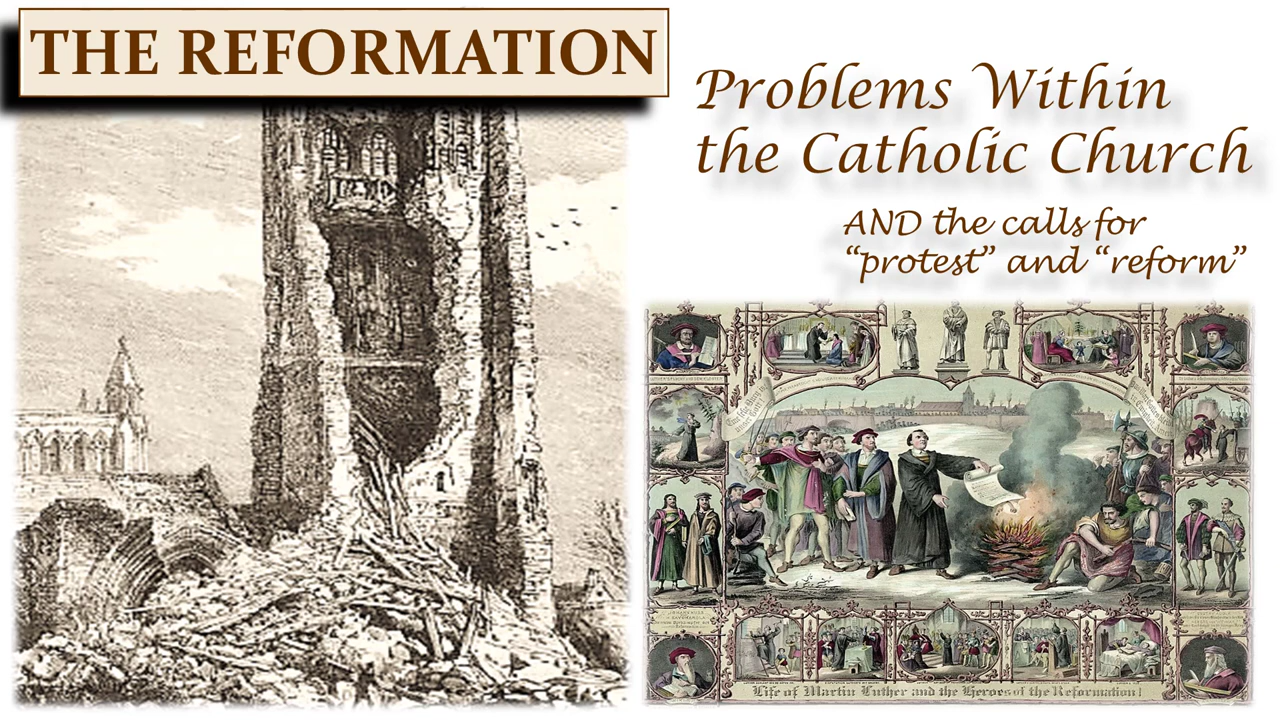 THE REFORMATION
Problems Within
the Catholic Church
AND the calls for
“protest” and “reform”
Life of Martin Luther and the Heroes of the Reformation!